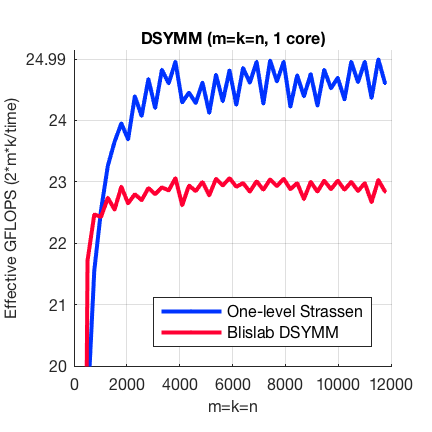 DSYMM (m=k=n, 1 core)
Effective GFLOPS (2*m*k/time)
24.99
24
23
22
21
20
0 2000 4000 6000 8000 10000 12000
m=k=n
One-level Strassen
Blislab DSYMM